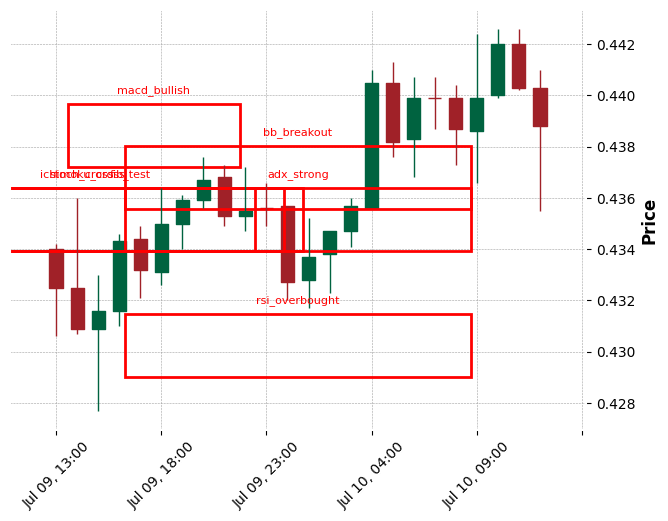 macd_bullish
bb_breakout
adx_strong
rsi_overbought
0.442
0.440
0.438
0.436
0.434
0.432
0.430
0.428
Price
Jul 09, 13:00
Jul 09, 18:00
Jul 09, 23:00
Jul 10, 04:00
Jul 10, 09:00